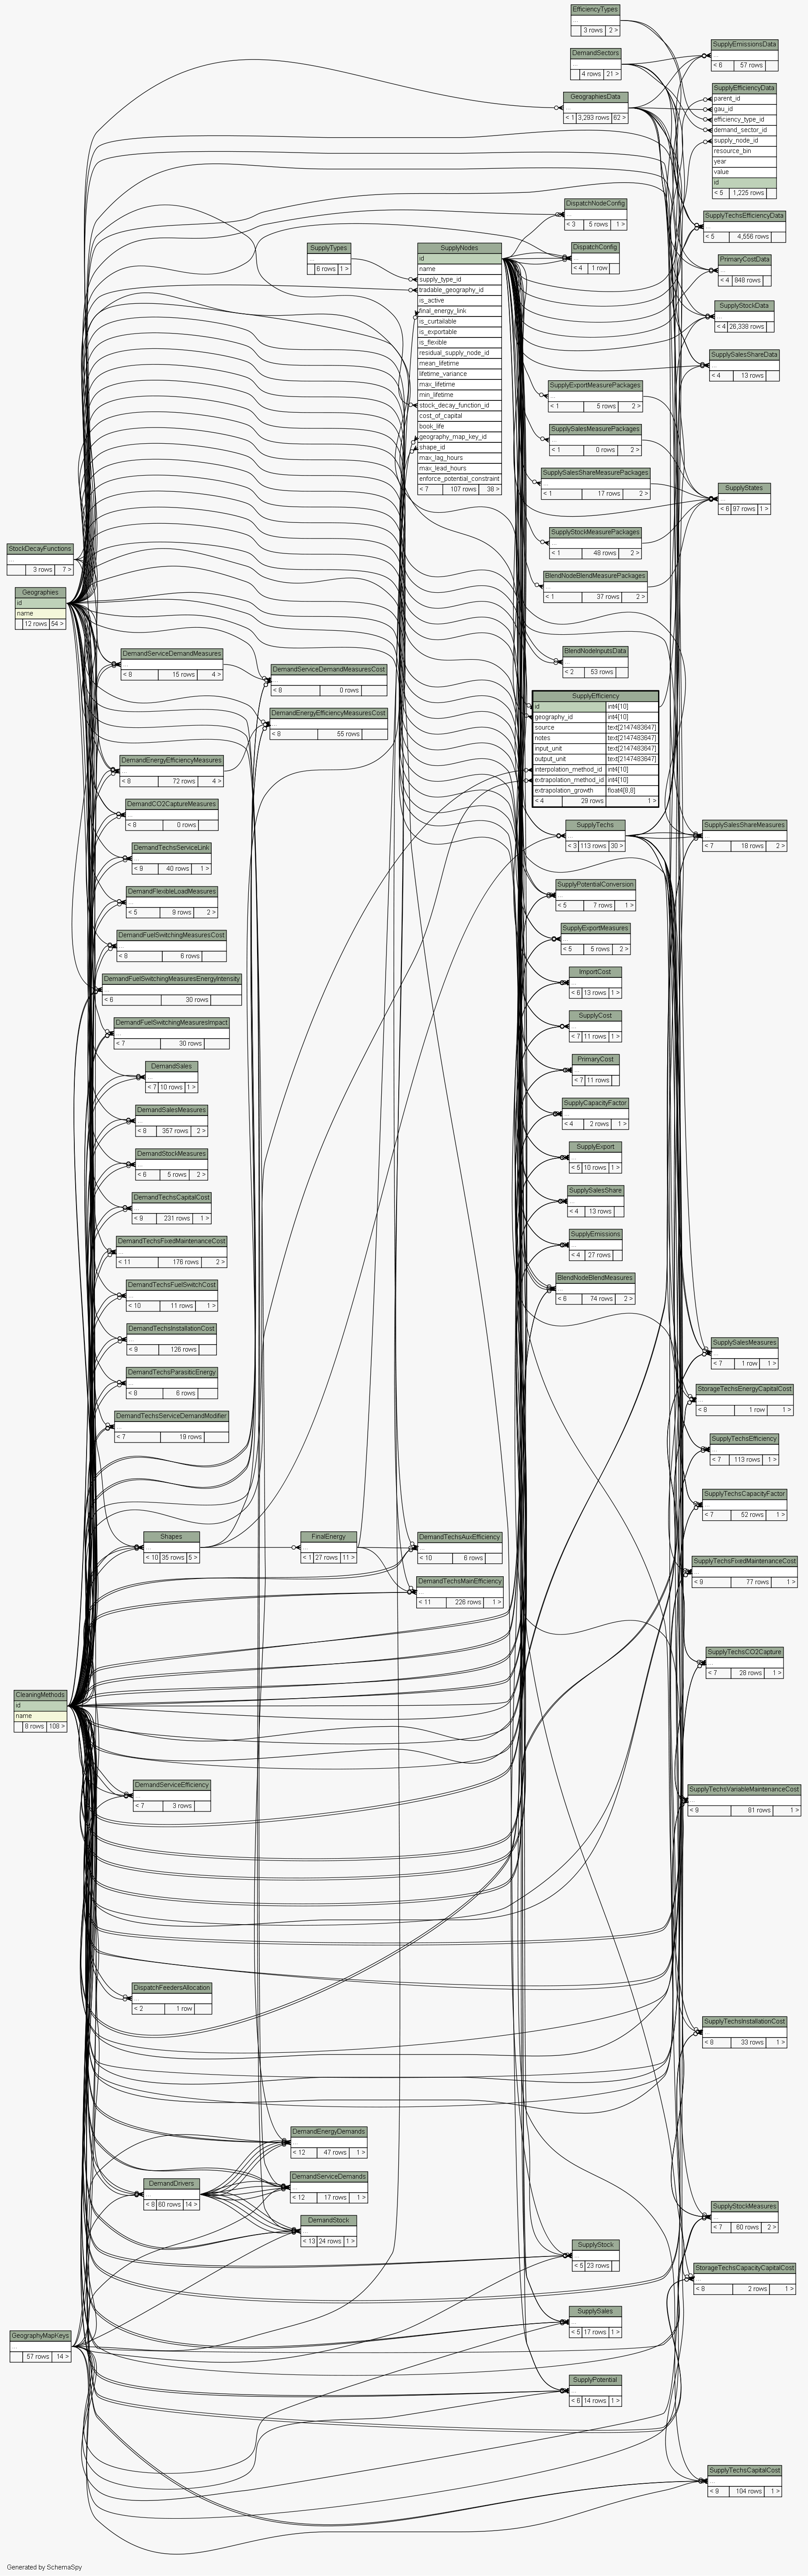 EfficiencyTypes
...
3 rows 2 >
DemandSectors
...
4 rows 21 >
SupplyEmissionsData
...
< 6 57 rows
GeographiesData
...
< 1 3,293 rows 62 >
SupplyEfficiencyData
parent_id
gau_id
efficiency_type_id
demand_sector_id
supply_node_id
resource_bin
year
value
id
< 5 1,225 rows
DispatchNodeConfig
...
< 3 5 rows 1 >
SupplyTechsEfficiencyData
...
< 5 4,556 rows
DispatchConfig
...
< 4 1 row
SupplyTypes
...
6 rows 1 >
SupplyNodes
id
name
supply_type_id
tradable_geography_id
is_active
final_energy_link
is_curtailable
is_exportable
is_flexible
residual_supply_node_id
mean_lifetime
lifetime_variance
max_lifetime
min_lifetime
stock_decay_function_id
cost_of_capital
book_life
geography_map_key_id
shape_id
max_lag_hours
max_lead_hours
enforce_potential_constraint
< 7 107 rows 38 >
PrimaryCostData
...
< 4 848 rows
SupplyStockData
...
< 4 26,338 rows
SupplySalesShareData
...
< 4 13 rows
SupplyExportMeasurePackages
...
< 1 5 rows 2 >
SupplySalesMeasurePackages
...
< 1 0 rows 2 >
SupplySalesShareMeasurePackages
...
< 1 17 rows 2 >
SupplyStates
...
< 6 97 rows 1 >
SupplyStockMeasurePackages
...
< 1 48 rows 2 >
BlendNodeBlendMeasurePackages
...
< 1 37 rows 2 >
StockDecayFunctions
...
3 rows 7 >
Geographies
id
name
12 rows 54 >
DemandServiceDemandMeasures
...
< 8 15 rows 4 >
DemandServiceDemandMeasuresCost
...
< 8 0 rows
BlendNodeInputsData
...
< 2 53 rows
SupplyEfficiency
id int4[10]
geography_id int4[10]
source text[2147483647]
notes text[2147483647]
input_unit text[2147483647]
output_unit text[2147483647]
interpolation_method_id int4[10]
extrapolation_method_id int4[10]
extrapolation_growth float4[8,8]
< 4 29 rows 1 >
DemandEnergyEfficiencyMeasuresCost
...
< 8 55 rows
DemandEnergyEfficiencyMeasures
...
< 8 72 rows 4 >
DemandCO2CaptureMeasures
...
< 8 0 rows
SupplyTechs
...
< 3 113 rows 30 >
SupplySalesShareMeasures
...
< 7 18 rows 2 >
DemandTechsServiceLink
...
< 9 40 rows 1 >
DemandFlexibleLoadMeasures
...
< 5 9 rows 2 >
SupplyPotentialConversion
...
< 5 7 rows 1 >
DemandFuelSwitchingMeasuresCost
...
< 8 6 rows
SupplyExportMeasures
...
< 5 5 rows 2 >
DemandFuelSwitchingMeasuresEnergyIntensity
...
< 6 30 rows
ImportCost
...
< 6 13 rows 1 >
DemandFuelSwitchingMeasuresImpact
...
< 7 30 rows
SupplyCost
...
< 7 11 rows 1 >
DemandSales
...
< 7 10 rows 1 >
PrimaryCost
...
< 7 11 rows
DemandSalesMeasures
...
< 8 357 rows 2 >
SupplyCapacityFactor
...
< 4 2 rows 1 >
DemandStockMeasures
...
< 6 5 rows 2 >
SupplyExport
...
< 5 10 rows 1 >
DemandTechsCapitalCost
...
< 9 231 rows 1 >
SupplySalesShare
...
< 4 13 rows
DemandTechsFixedMaintenanceCost
...
< 11 176 rows 2 >
SupplyEmissions
...
< 4 27 rows
DemandTechsFuelSwitchCost
...
< 10 11 rows 1 >
BlendNodeBlendMeasures
...
< 6 74 rows 2 >
DemandTechsInstallationCost
...
< 9 126 rows
SupplySalesMeasures
...
< 7 1 row 1 >
DemandTechsParasiticEnergy
...
< 8 6 rows
StorageTechsEnergyCapitalCost
...
< 8 1 row 1 >
DemandTechsServiceDemandModifier
...
< 7 19 rows
SupplyTechsEfficiency
...
< 7 113 rows 1 >
SupplyTechsCapacityFactor
...
< 7 52 rows 1 >
Shapes
...
< 10 35 rows 5 >
FinalEnergy
...
< 1 27 rows 11 >
DemandTechsAuxEfficiency
...
< 10 6 rows
SupplyTechsFixedMaintenanceCost
...
< 9 77 rows 1 >
DemandTechsMainEfficiency
...
< 11 226 rows 1 >
SupplyTechsCO2Capture
...
< 7 28 rows 1 >
CleaningMethods
id
name
8 rows 108 >
DemandServiceEfficiency
...
< 7 3 rows
SupplyTechsVariableMaintenanceCost
...
< 9 81 rows 1 >
DispatchFeedersAllocation
...
< 2 1 row
SupplyTechsInstallationCost
...
< 8 33 rows 1 >
DemandEnergyDemands
...
< 12 47 rows 1 >
DemandDrivers
...
< 8 60 rows 14 >
DemandServiceDemands
...
< 12 17 rows 1 >
DemandStock
...
< 13 24 rows 1 >
SupplyStockMeasures
...
< 7 60 rows 2 >
SupplyStock
...
< 5 23 rows
StorageTechsCapacityCapitalCost
...
< 8 2 rows 1 >
SupplySales
...
< 5 17 rows 1 >
GeographyMapKeys
...
57 rows 14 >
SupplyPotential
...
< 6 14 rows 1 >
SupplyTechsCapitalCost
...
< 9 104 rows 1 >
Generated by SchemaSpy